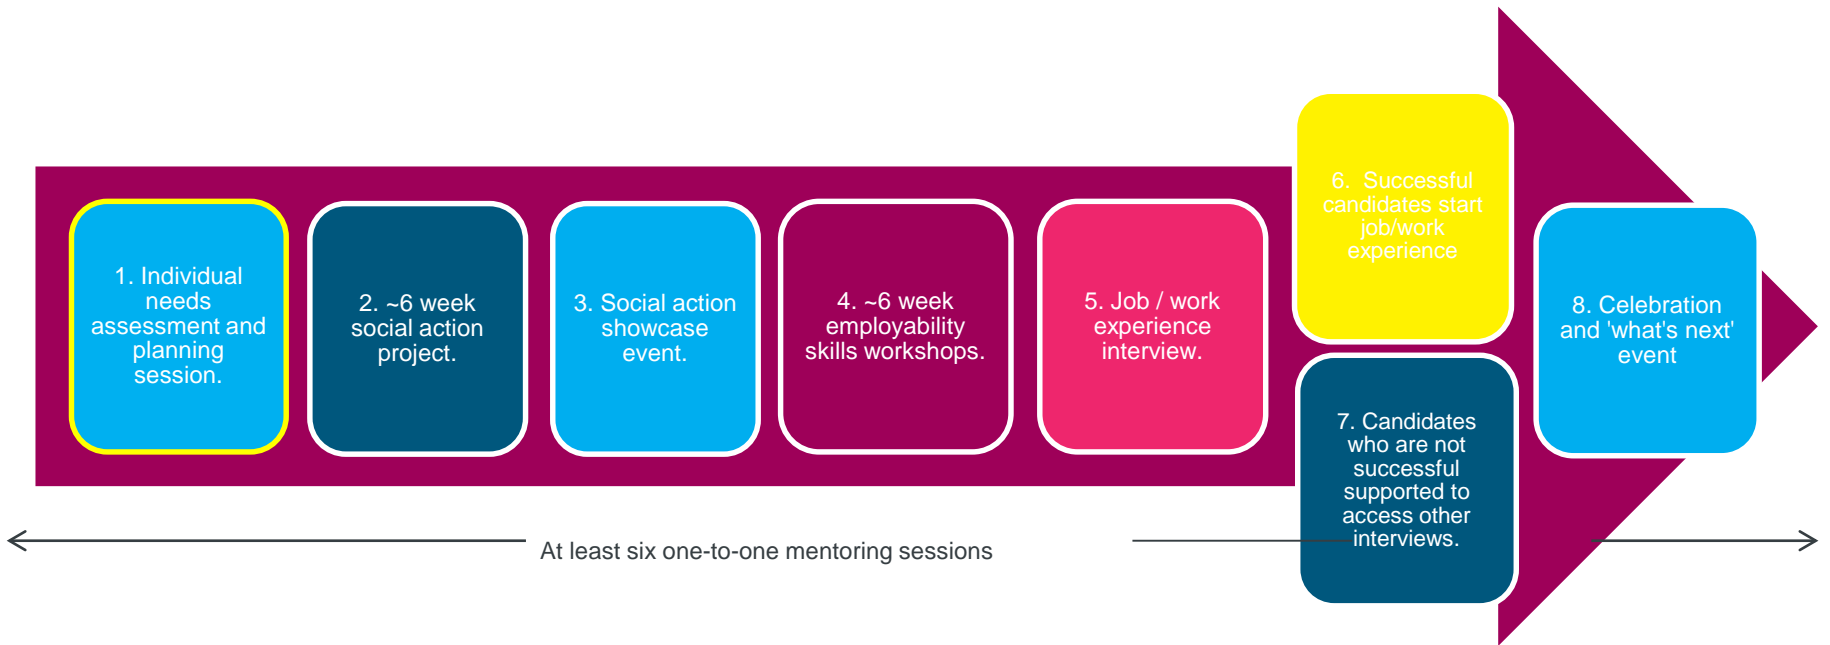 1. Individual
needs
assessment and
planning
session.
2. ~6 week
social action
project.
3. Social action
showcase
event.
4. ~6 week
employability
skills workshops.
5. Job / work
experience
interview.
6. Successful
candidates start
job/work
experience
7. Candidates
who are not
successful
supported to
access other
interviews.
8. Celebration
and 'what's next'
event
At least six one-to-one mentoring sessions